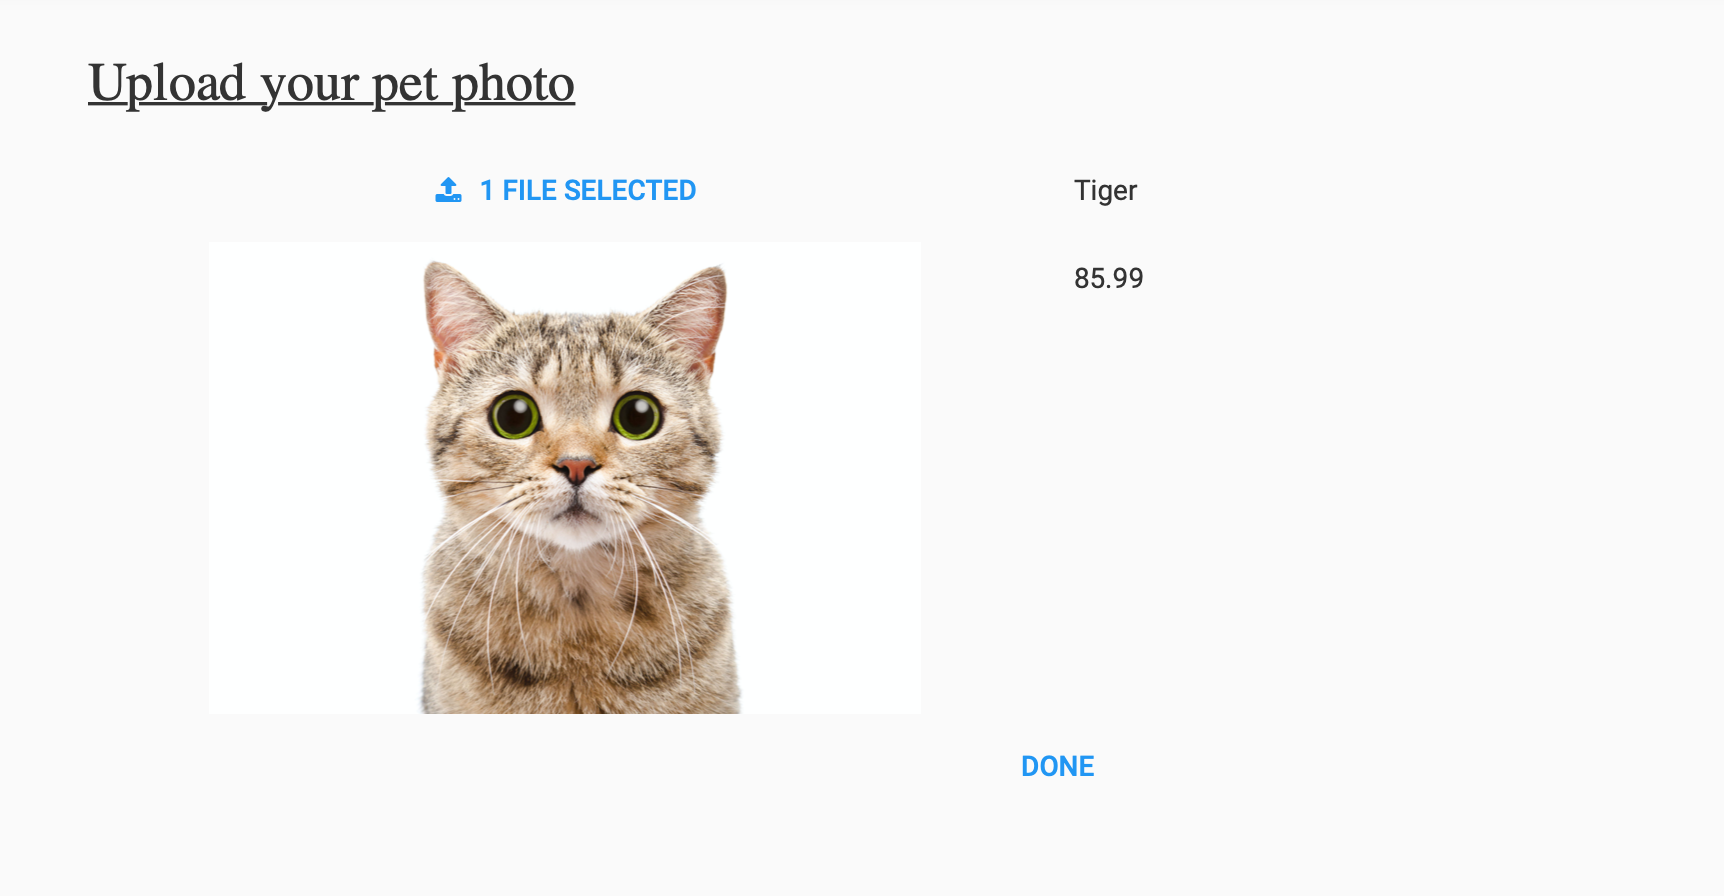 Upload your pet photo
1 FILE SELECTED
Tiger
85.99
DONE